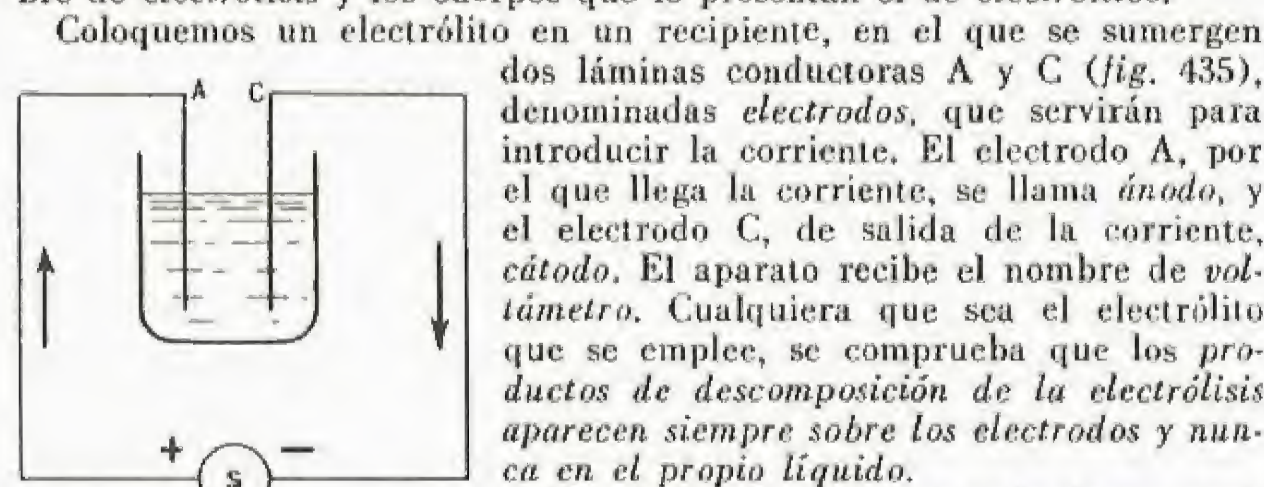 Coloquemos un electrólito en un recipiente, en el que se sumergen
dos láminas conductoras A y C (fig. 435),
denominadas electrodos, que servirán para
introducir la corriente. El electrodo A, por
el que llega la corriente, se llama ánodo, y
el electrodo C, de salida de la corriente,
cátodo. El aparato recibe el nombre de vol-
támetro. Cualquiera que sea el electrólito
que se emplee, se comprueba que los pro-
ductos de descomposición de la electrólisis
aparecen siempre sobre los electrodos y nun-
ca en el propio líquido.
A C
+ −
S